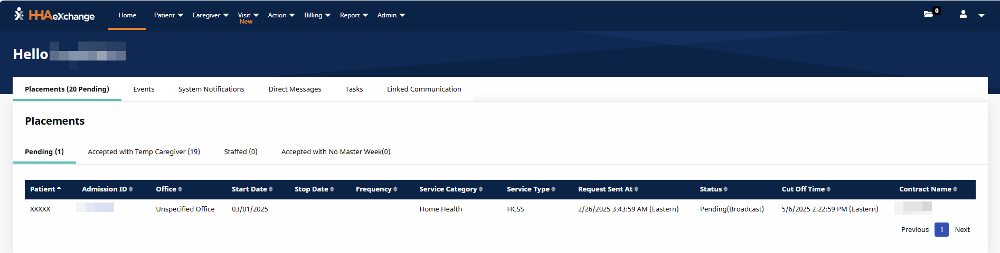 HHAeXchange Home Patient Caregiver Visit New Action Billing Report Admin 0
Hello
Placements (20 Pending) Events System Notifications Direct Messages Tasks Linked Communication
Placements
Pending (1) Accepted with Temp Caregiver (19) Staffed (0) Accepted with No Master Week(0)
Patient Admission ID Office Start Date Stop Date Frequency Service Category Service Type Request Sent At Status Cut Off Time Contract Name
XXXXX Unspecified Office 03/01/2025 Home Health HCSS 2/26/2025 3:43:59 AM (Eastern) Pending(Broadcast) 5/6/2025 2:22:59 PM (Eastern)
Previous 1 Next